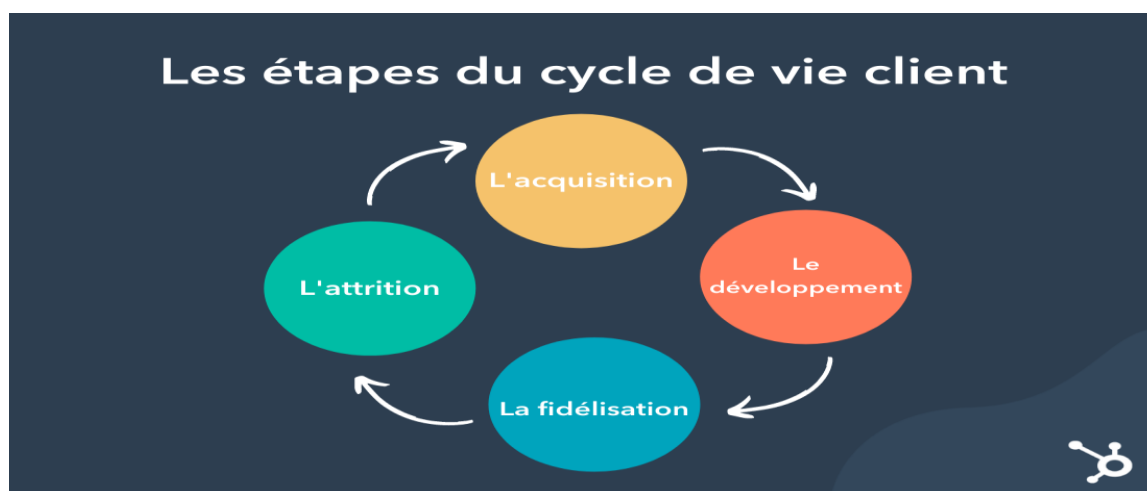 Les étapes du cycle de vie client
L'acquisition
Le
développement
La fidélisation
L'attrition